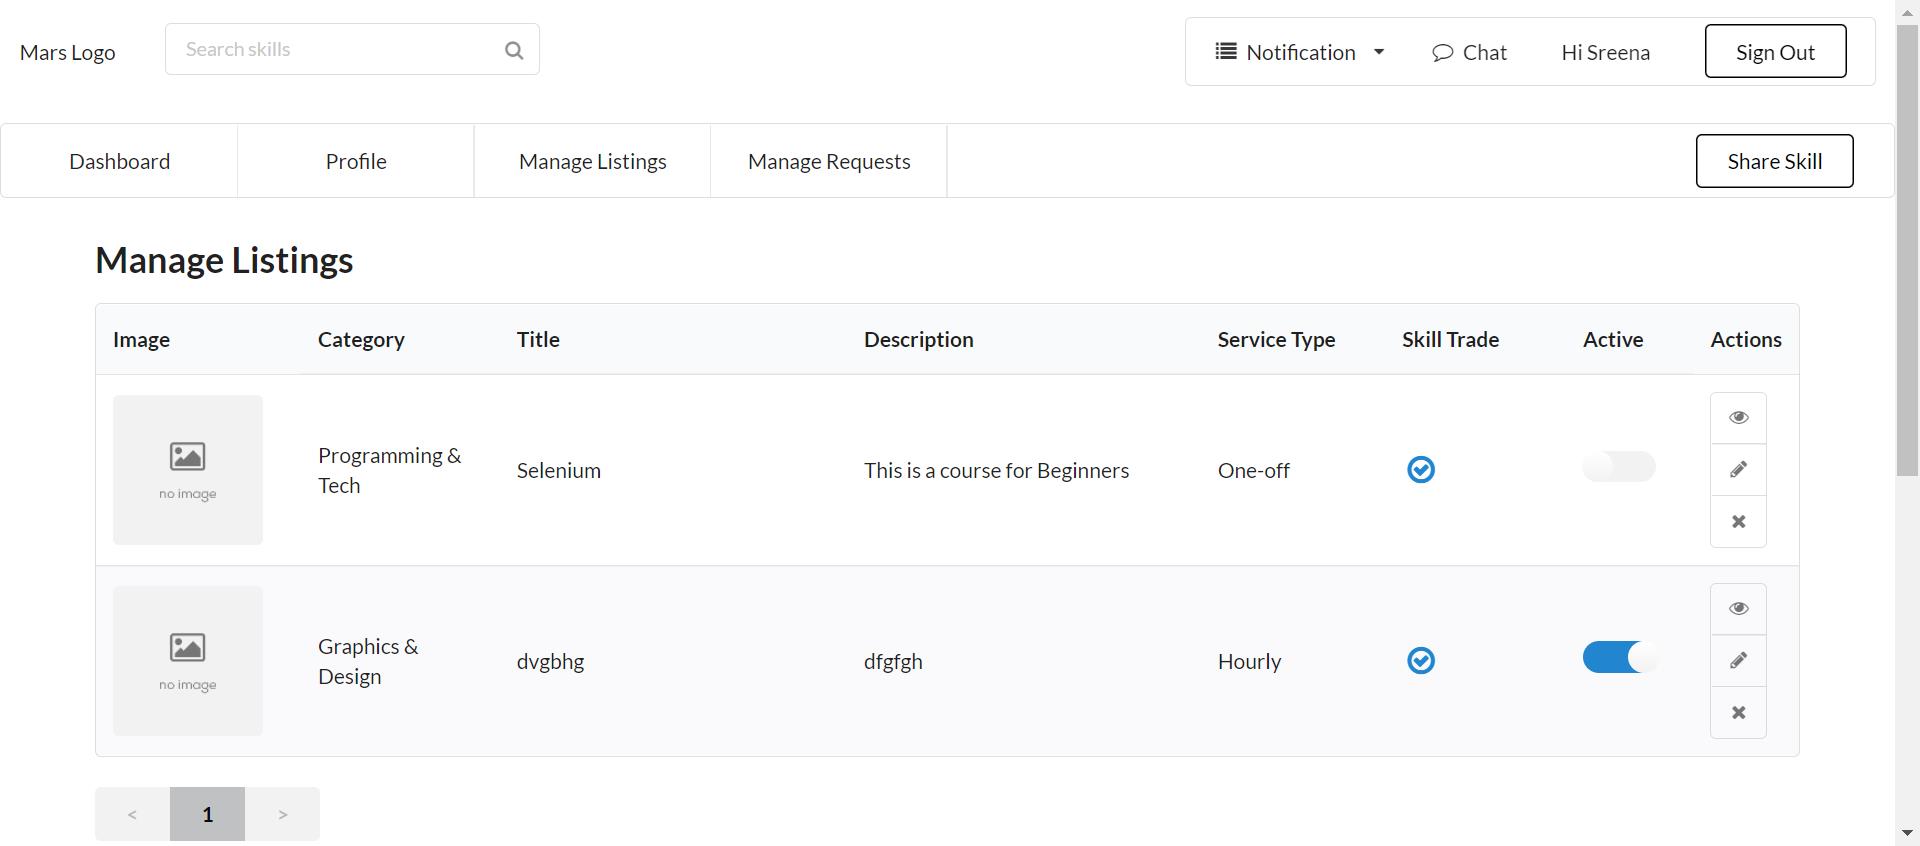 Mars Logo
Search skills
Notification
Chat
Hi Sreena
Sign Out
Dashboard
Profile
Manage Listings
Manage Requests
Share Skill
Manage Listings
Image
Category
Title
Description
Service Type
Skill Trade
Active
Actions
no image
Programming &
Tech
Selenium
This is a course for Beginners
One-off
no image
Graphics &
Design
dvgbhg
dfgfgh
Hourly
<
1
>